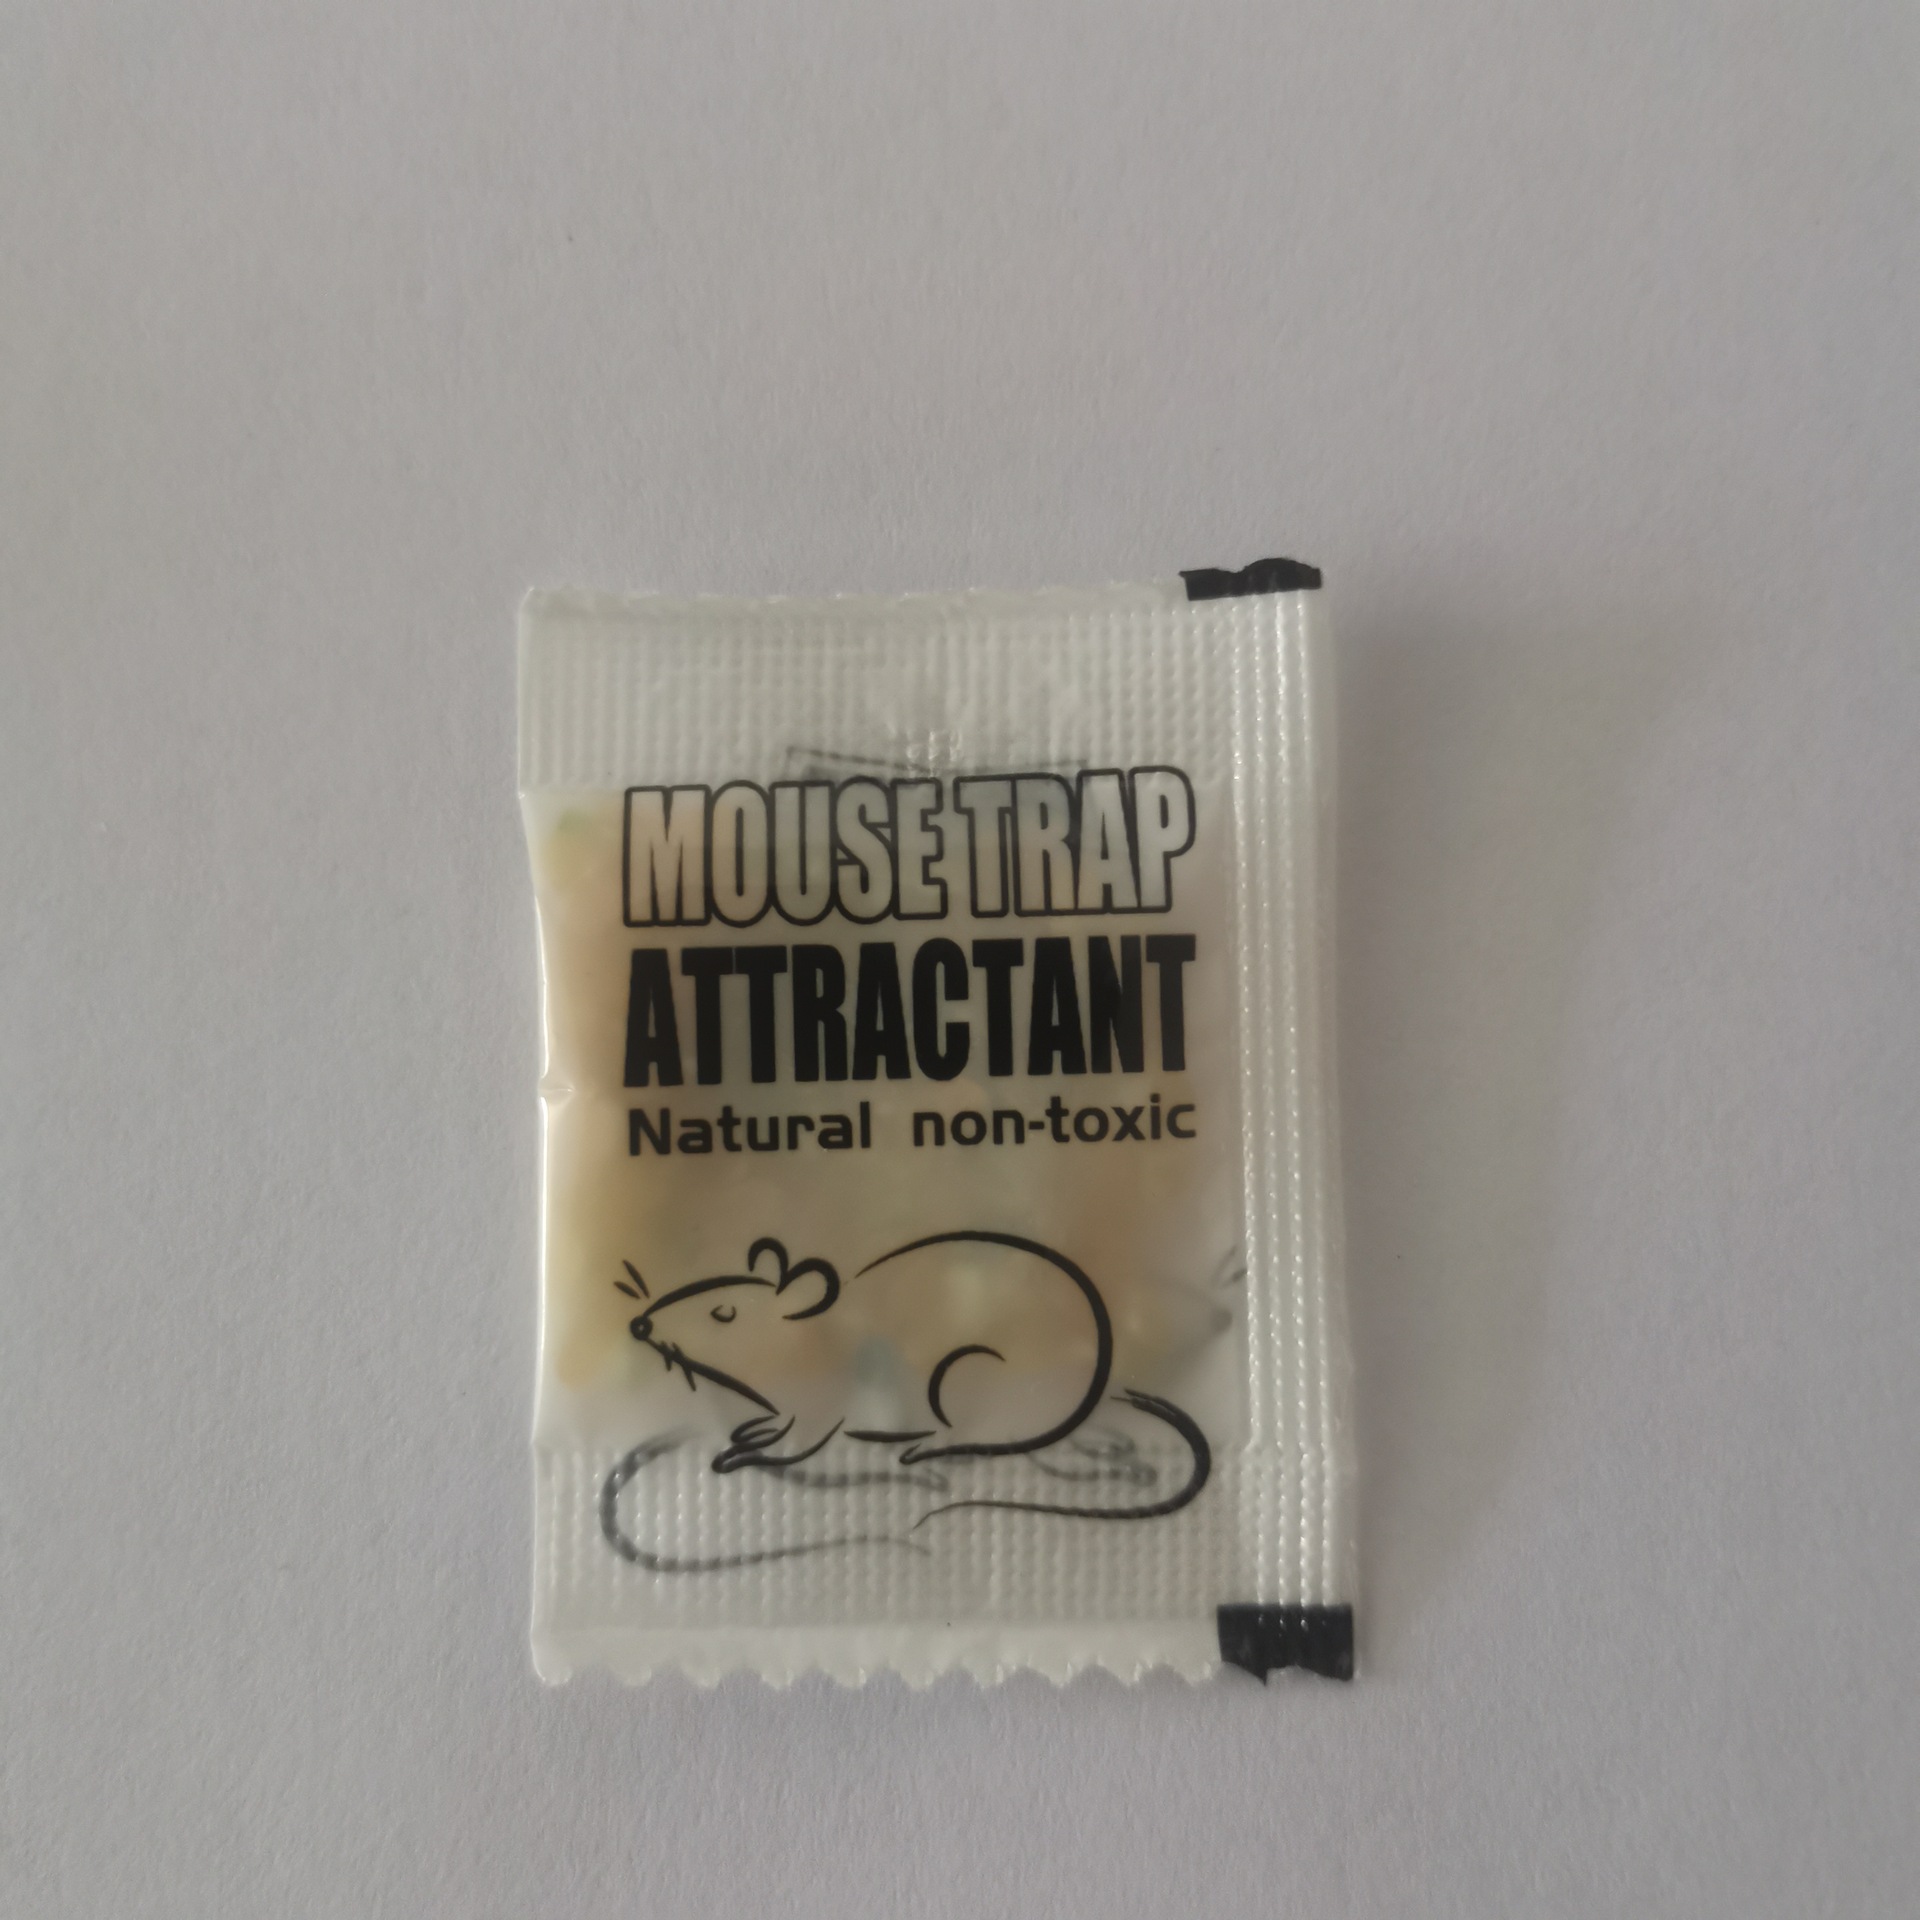 MOUSE TRAP
ATTRACTANT
Natural non-toxic